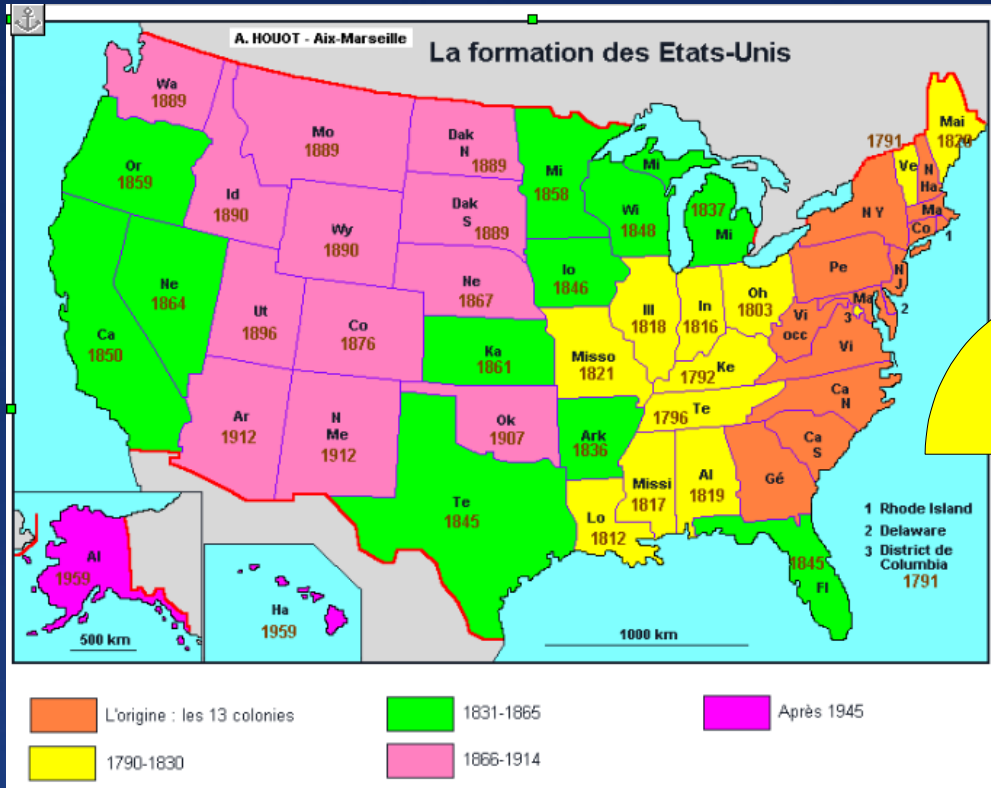 A. HOUOT - Aix-Marseille
La formation des Etats-Unis
Wa
1889
Or
1859
Mo
1889
Id
1890
Wy
1890
Dak
N
1889
Dak
S
1889
Ne
1867
Ne
1864
Ca
1850
Ut
1896
Co
1876
Ka
1861
Ar
1912
N
Me
1912
Ok
1907
Te
1845
Mi
1858
Wi
1848
Mi
1837
Mi
Io
1846
Ill
1818
In
1816
Oh
1803
Misso
1821
1792 Ke
1796 Te
Ark
1836
Missi
1817
Al
1819
Lo
1812
Gé
1845
Fl
Mai
1820
1791
Ve
N
Ha
N Y
Ma
Co
1
Pe
N
J
Ma
3
2
Vi
occ
Vi
Ca
N
Ca
S
1 Rhode Island
2 Delaware
3 District de
Columbia
1791
Al
1959
500 km
Ha
1959
1000 km
L'origine : les 13 colonies
1790-1830
1831-1865
1866-1914
Après 1945